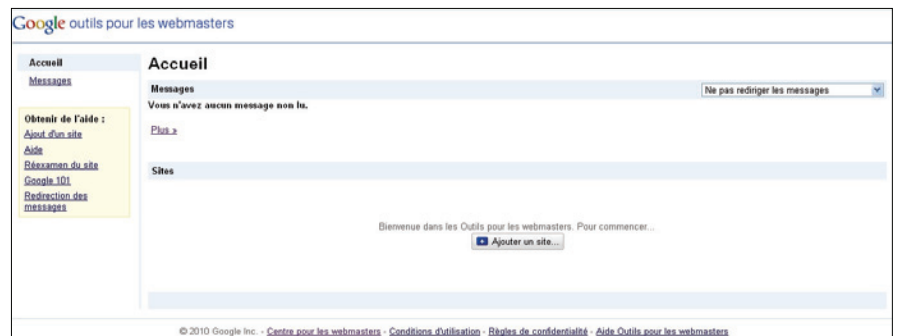 Google outils pour les webmasters
Accueil
Messages
Obtenir de l'aide :
Ajout d'un site
Aide
Réexamen du site
Google 101
Redirection des
messages
Accueil
Messages
Ne pas rediriger les messages
Vous n'avez aucun message non lu.
Plus »
Sites
Bienvenue dans les Outils pour les webmasters. Pour commencer...
Ajouter un site...
© 2010 Google Inc. - Centre pour les webmasters - Conditions d'utilisation - Règles de confidentialité - Aide Outils pour les webmasters